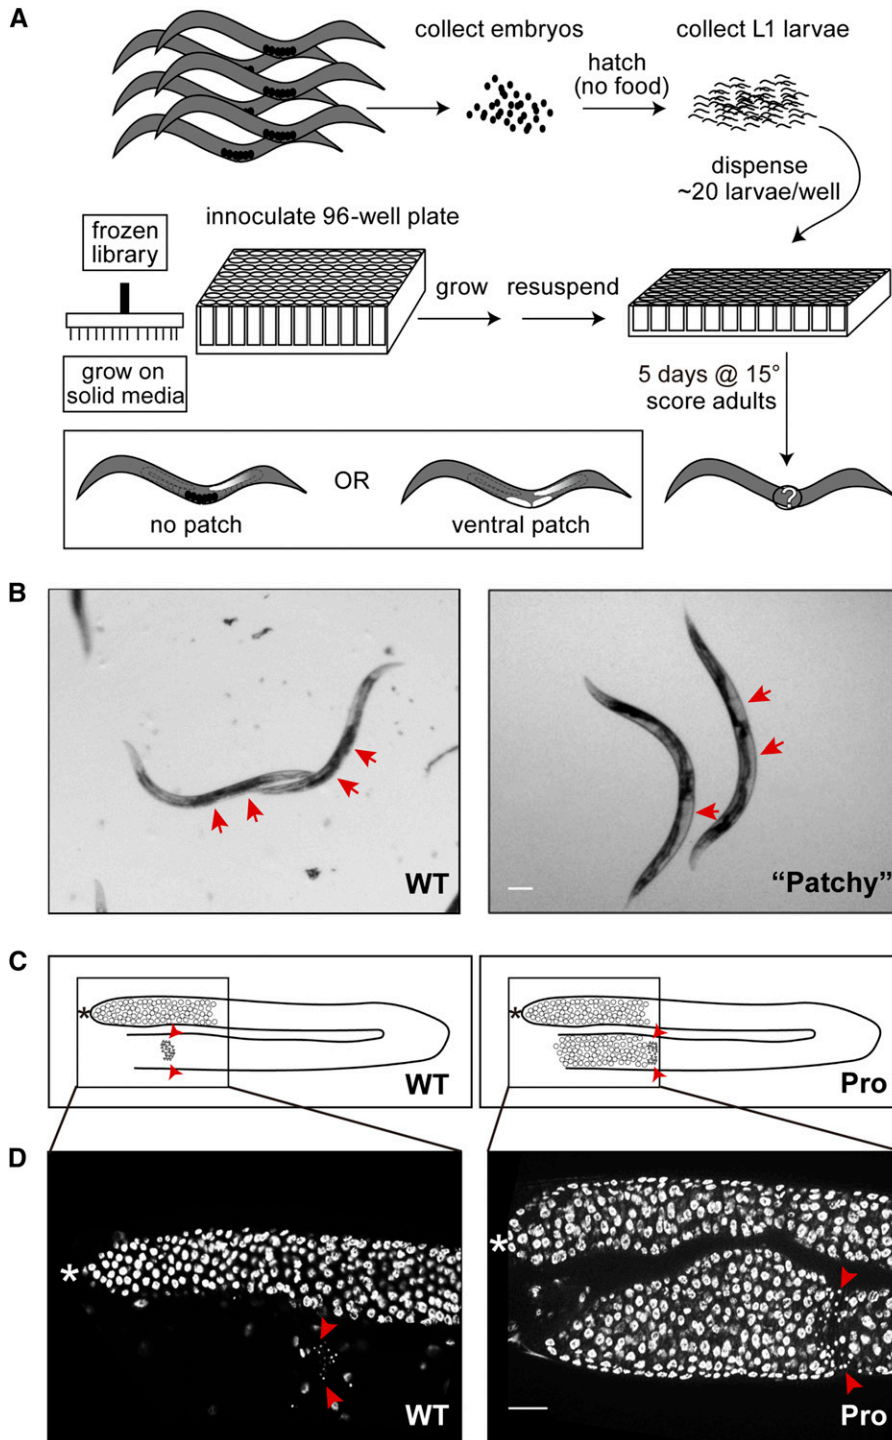 A
collect embryos
collect L1 larvae
hatch
(no food)
dispense
~20 larvae/well
innoculate 96-well plate
frozen
library
grow
resuspend
grow on
solid media
5 days @ 15°
score adults
OR
?
no patch
ventral patch
B
WT
“Patchy”
C
*
WT
*
Pro
D
*
WT
*
Pro